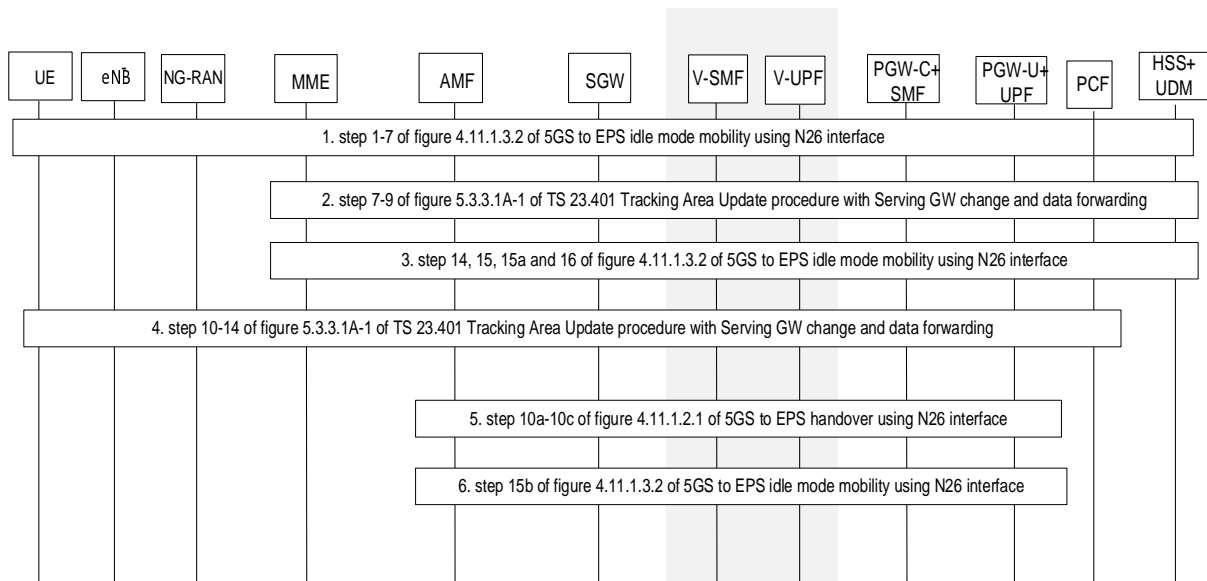 UE
eNB
NG-RAN
MME
AMF
SGW
V-SMF
V-UPF
PGW-C+
SMF
PGW-U+
UPF
PCF
HSS+
UDM
1. step 1-7 of figure 4.11.1.3.2 of 5GS to EPS idle mode mobility using N26 interface
2. step 7-9 of figure 5.3.3.1A-1 of TS 23.401 Tracking Area Update procedure with Serving GW change and data forwarding
3. step 14, 15, 15a and 16 of figure 4.11.1.3.2 of 5GS to EPS idle mode mobility using N26 interface
4. step 10-14 of figure 5.3.3.1A-1 of TS 23.401 Tracking Area Update procedure with Serving GW change and data forwarding
5. step 10a-10c of figure 4.11.1.2.1 of 5GS to EPS handover using N26 interface
6. step 15b of figure 4.11.1.3.2 of 5GS to EPS idle mode mobility using N26 interface